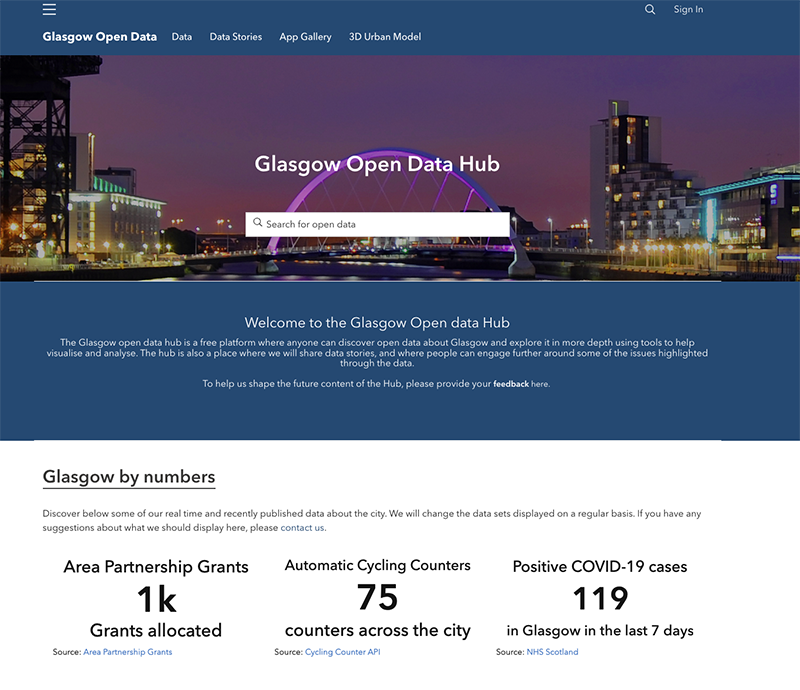 Sign In
Glasgow Open Data Data Data Stories App Gallery 3D Urban Model
Glasgow Open Data Hub
Search for open data
Welcome to the Glasgow Open data Hub
The Glasgow open data hub is a free platform where anyone can discover open data about Glasgow and explore it in more depth using tools to help
visualise and analyse. The hub is also a place where we will share data stories, and where people can engage further around some of the issues highlighted
through the data.
To help us shape the future content of the Hub, please provide your feedback here.
Glasgow by numbers
Discover below some of our real time and recently published data about the city. We will change the data sets displayed on a regular basis. If you have any
suggestions about what we should display here, please contact us.
Area Partnership Grants
1k
Grants allocated
Source: Area Partnership Grants
Automatic Cycling Counters
75
counters across the city
Source: Cycling Counter API
Positive COVID-19 cases
119
in Glasgow in the last 7 days
Source: NHS Scotland